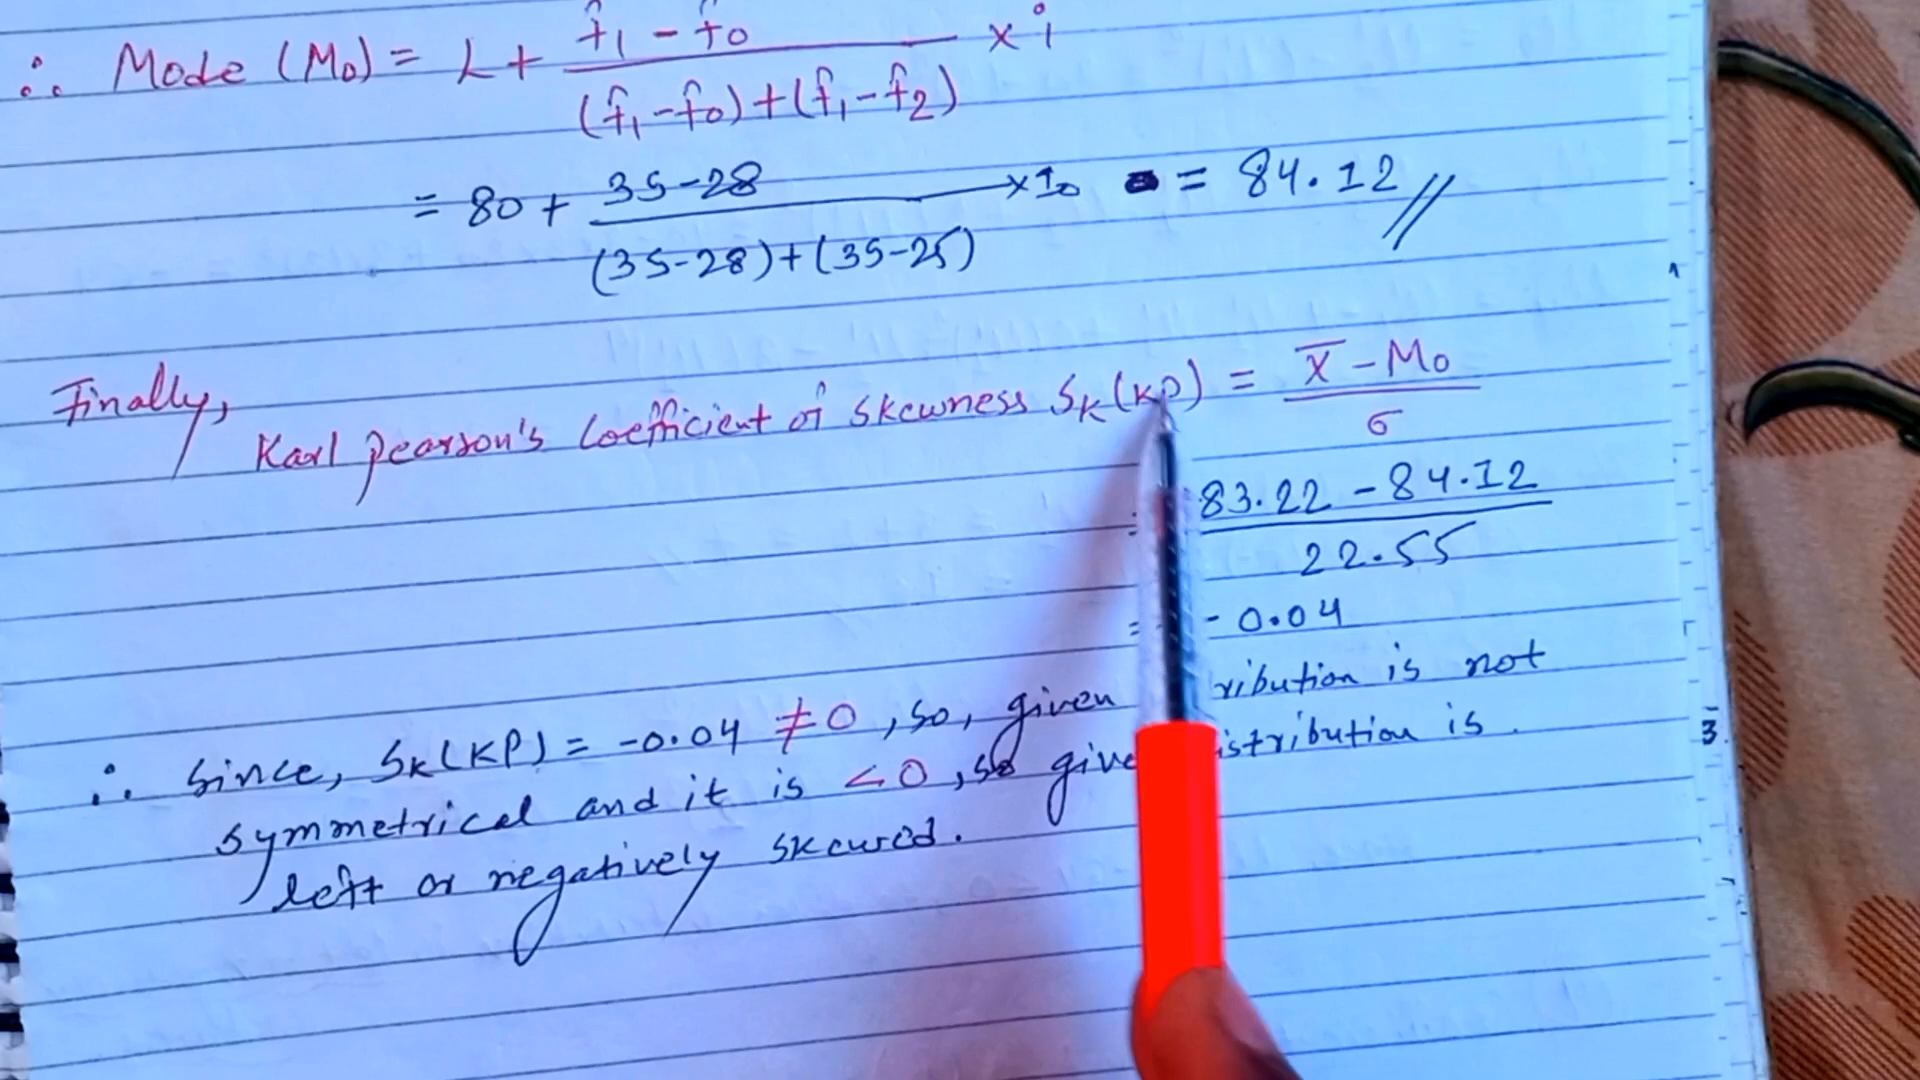 ∴ Mode (Mo) = L + f1 - f0 / (f1-f0)+(f1-f2) × i
= 80 + 35-28 / (35-28)+(35-25) ×10 = 84.12 //
Finally,
Karl pearson's coefficient of skewness Sk(KP) = X̄ - Mo / σ
83.22 - 84.12 / 22.55
= - 0.04
∴ Since, Sk(KP) = -0.04 ≠ 0, so, given ribution is not
symmetrical and it is < 0, so give istribution is.
left or negatively skewed.
3